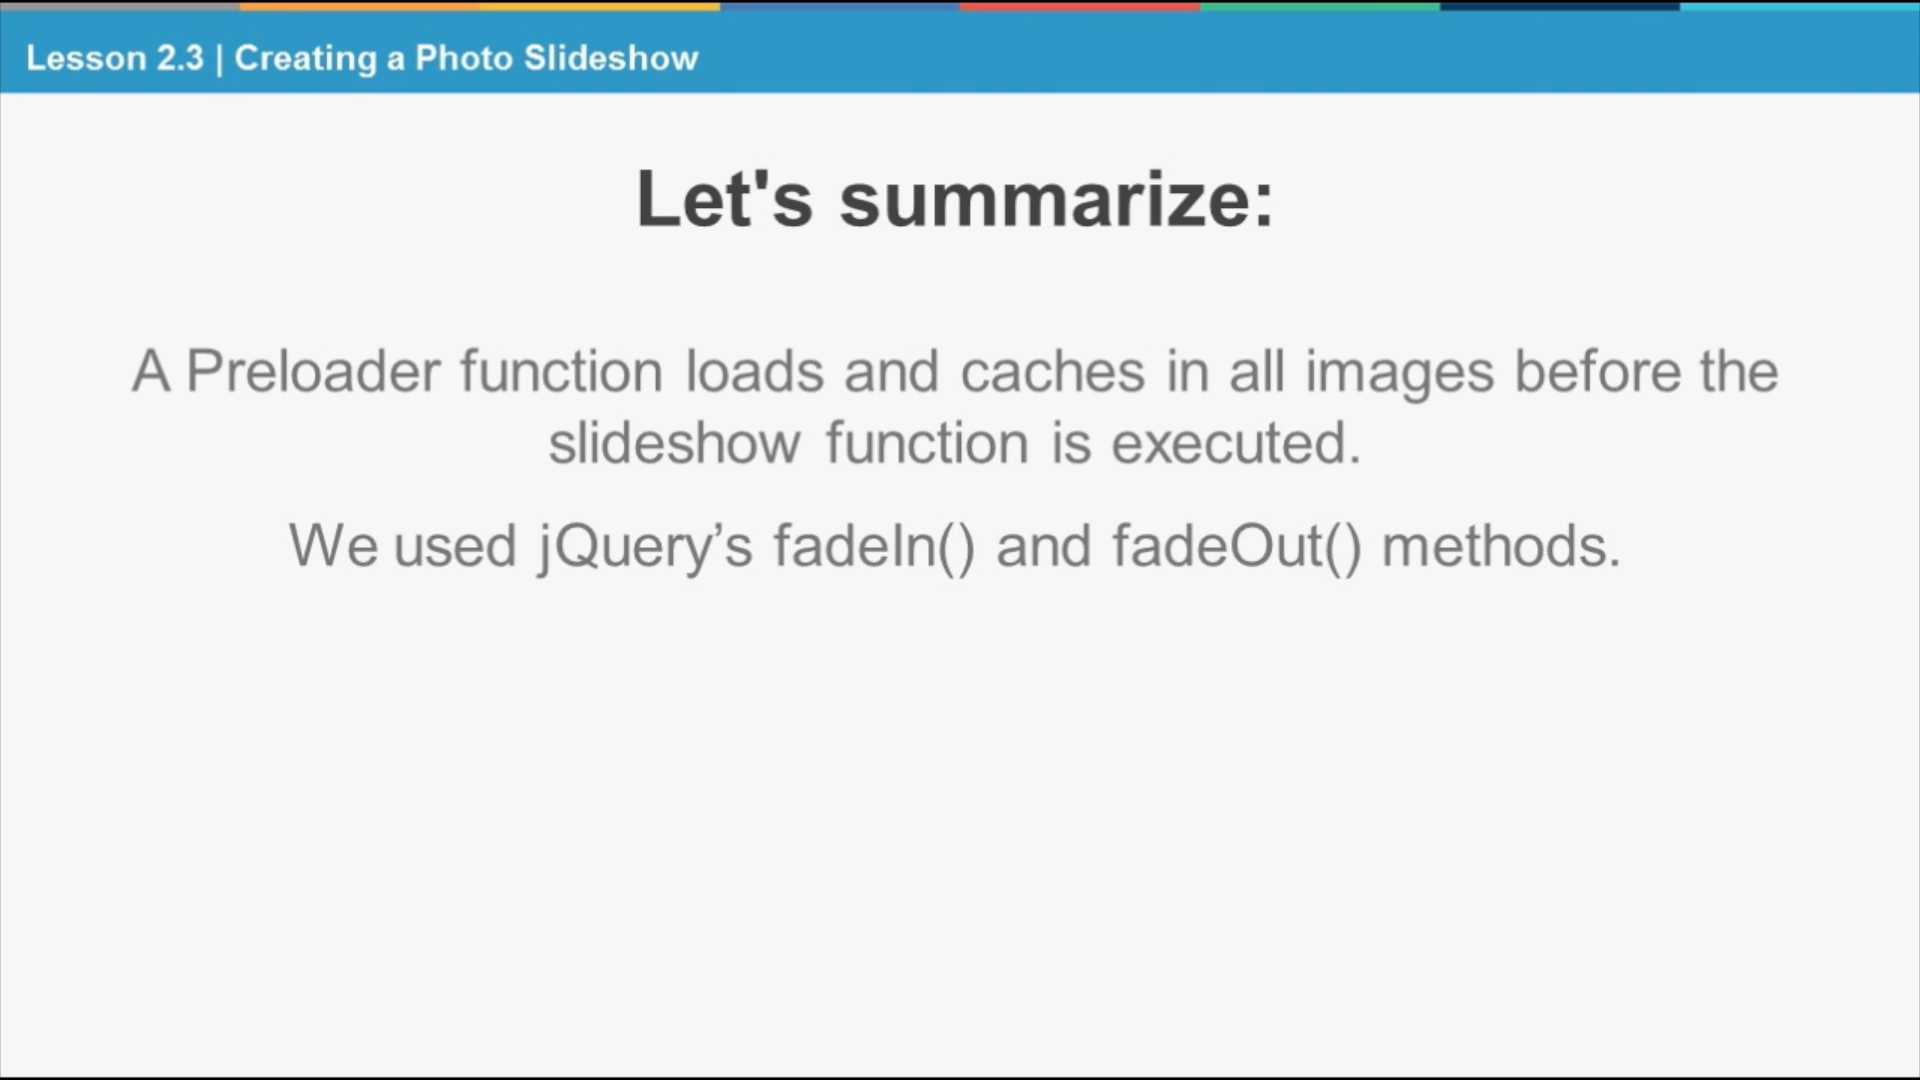 Lesson 2.3 | Creating a Photo Slideshow
Let's summarize:
A Preloader function loads and caches in all images before the
slideshow function is executed.
We used jQuery’s fadeIn() and fadeOut() methods.